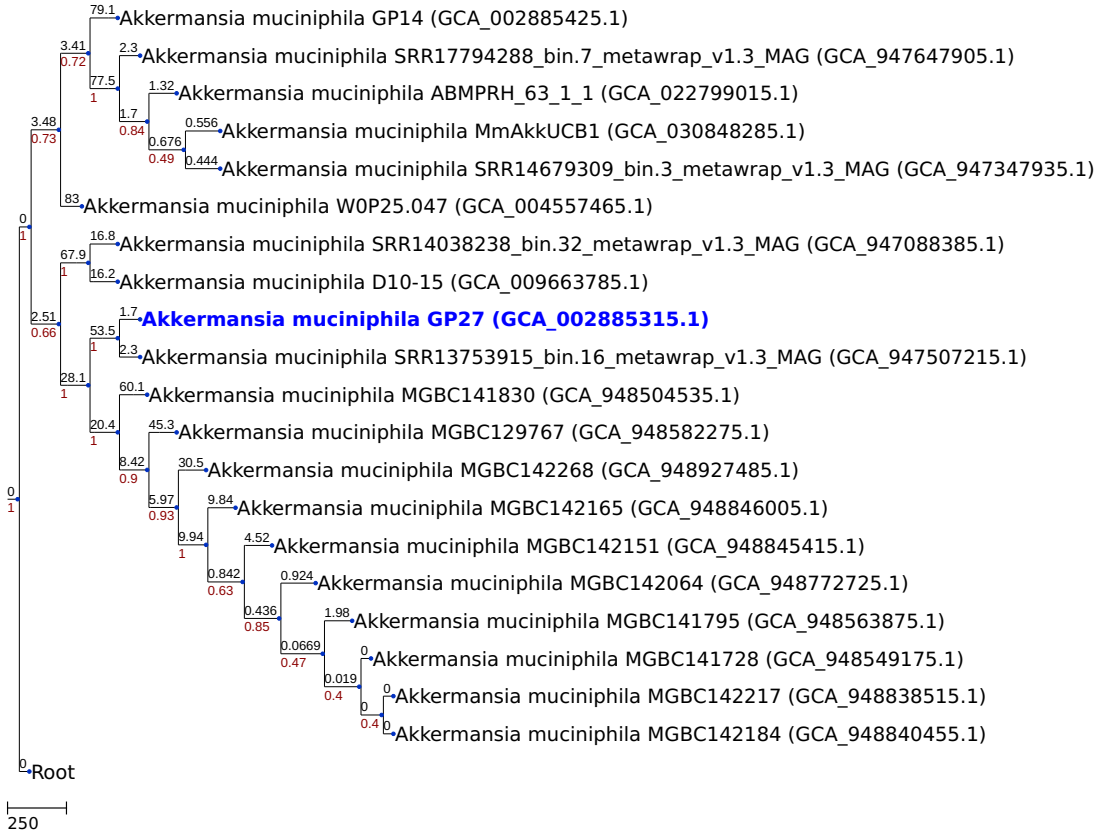 79.1 Akkermansia muciniphila GP14 (GCA_002885425.1)
3.41
0.72
2.3 Akkermansia muciniphila SRR17794288_bin.7_metawrap_v1.3_MAG (GCA_947647905.1)
77.5
1
1.32 Akkermansia muciniphila ABMPRH_63_1_1 (GCA_022799015.1)
1.7
0.84
3.48
0.73
0.556 Akkermansia muciniphila MmAkkUCB1 (GCA_030848285.1)
0.676
0.49
0.444 Akkermansia muciniphila SRR14679309_bin.3_metawrap_v1.3_MAG (GCA_947347935.1)
83 Akkermansia muciniphila W0P25.047 (GCA_004557465.1)
0
1
16.8 Akkermansia muciniphila SRR14038238_bin.32_metawrap_v1.3_MAG (GCA_947088385.1)
67.9
1
16.2 Akkermansia muciniphila D10-15 (GCA_009663785.1)
2.51
0.66
1.7 Akkermansia muciniphila GP27 (GCA_002885315.1)
53.5
1
2.3 Akkermansia muciniphila SRR13753915_bin.16_metawrap_v1.3_MAG (GCA_947507215.1)
28.1
1
60.1 Akkermansia muciniphila MGBC141830 (GCA_948504535.1)
20.4
1
45.3 Akkermansia muciniphila MGBC129767 (GCA_948582275.1)
8.42
0.9
30.5 Akkermansia muciniphila MGBC142268 (GCA_948927485.1)
5.97
0.93
9.84 Akkermansia muciniphila MGBC142165 (GCA_948846005.1)
0
1
9.94
1
4.52 Akkermansia muciniphila MGBC142151 (GCA_948845415.1)
0.842
0.63
0.924 Akkermansia muciniphila MGBC142064 (GCA_948772725.1)
0.436
0.85
1.98 Akkermansia muciniphila MGBC141795 (GCA_948563875.1)
0.0669
0.47
0 Akkermansia muciniphila MGBC141728 (GCA_948549175.1)
0.019
0.4
0 Akkermansia muciniphila MGBC142217 (GCA_948838515.1)
0
0.4
0 Akkermansia muciniphila MGBC142184 (GCA_948840455.1)
0 Root
250